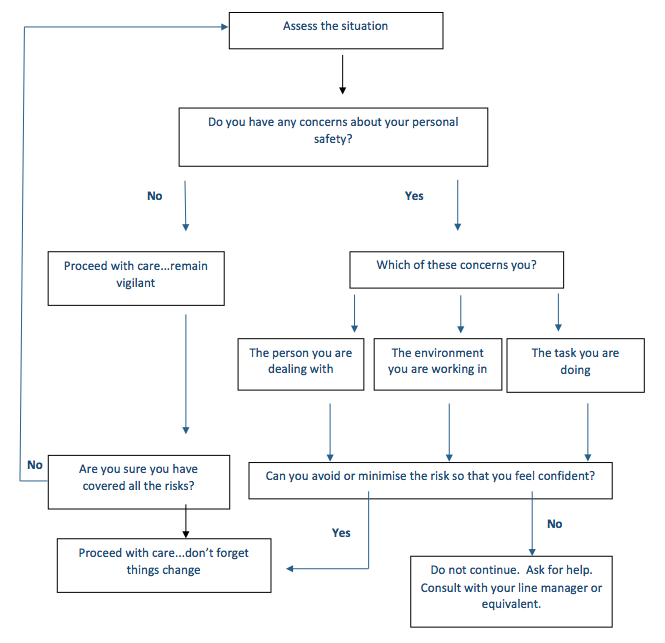 Assess the situation
Do you have any concerns about your personal
safety?
No
Yes
Proceed with care...remain
vigilant
Which of these concerns you?
The person you are
dealing with
The environment
you are working in
The task you are
doing
No
Are you sure you have
covered all the risks?
Can you avoid or minimise the risk so that you feel confident?
Yes
No
Proceed with care...don't forget
things change
Do not continue.  Ask for help.
Consult with your line manager or
equivalent.